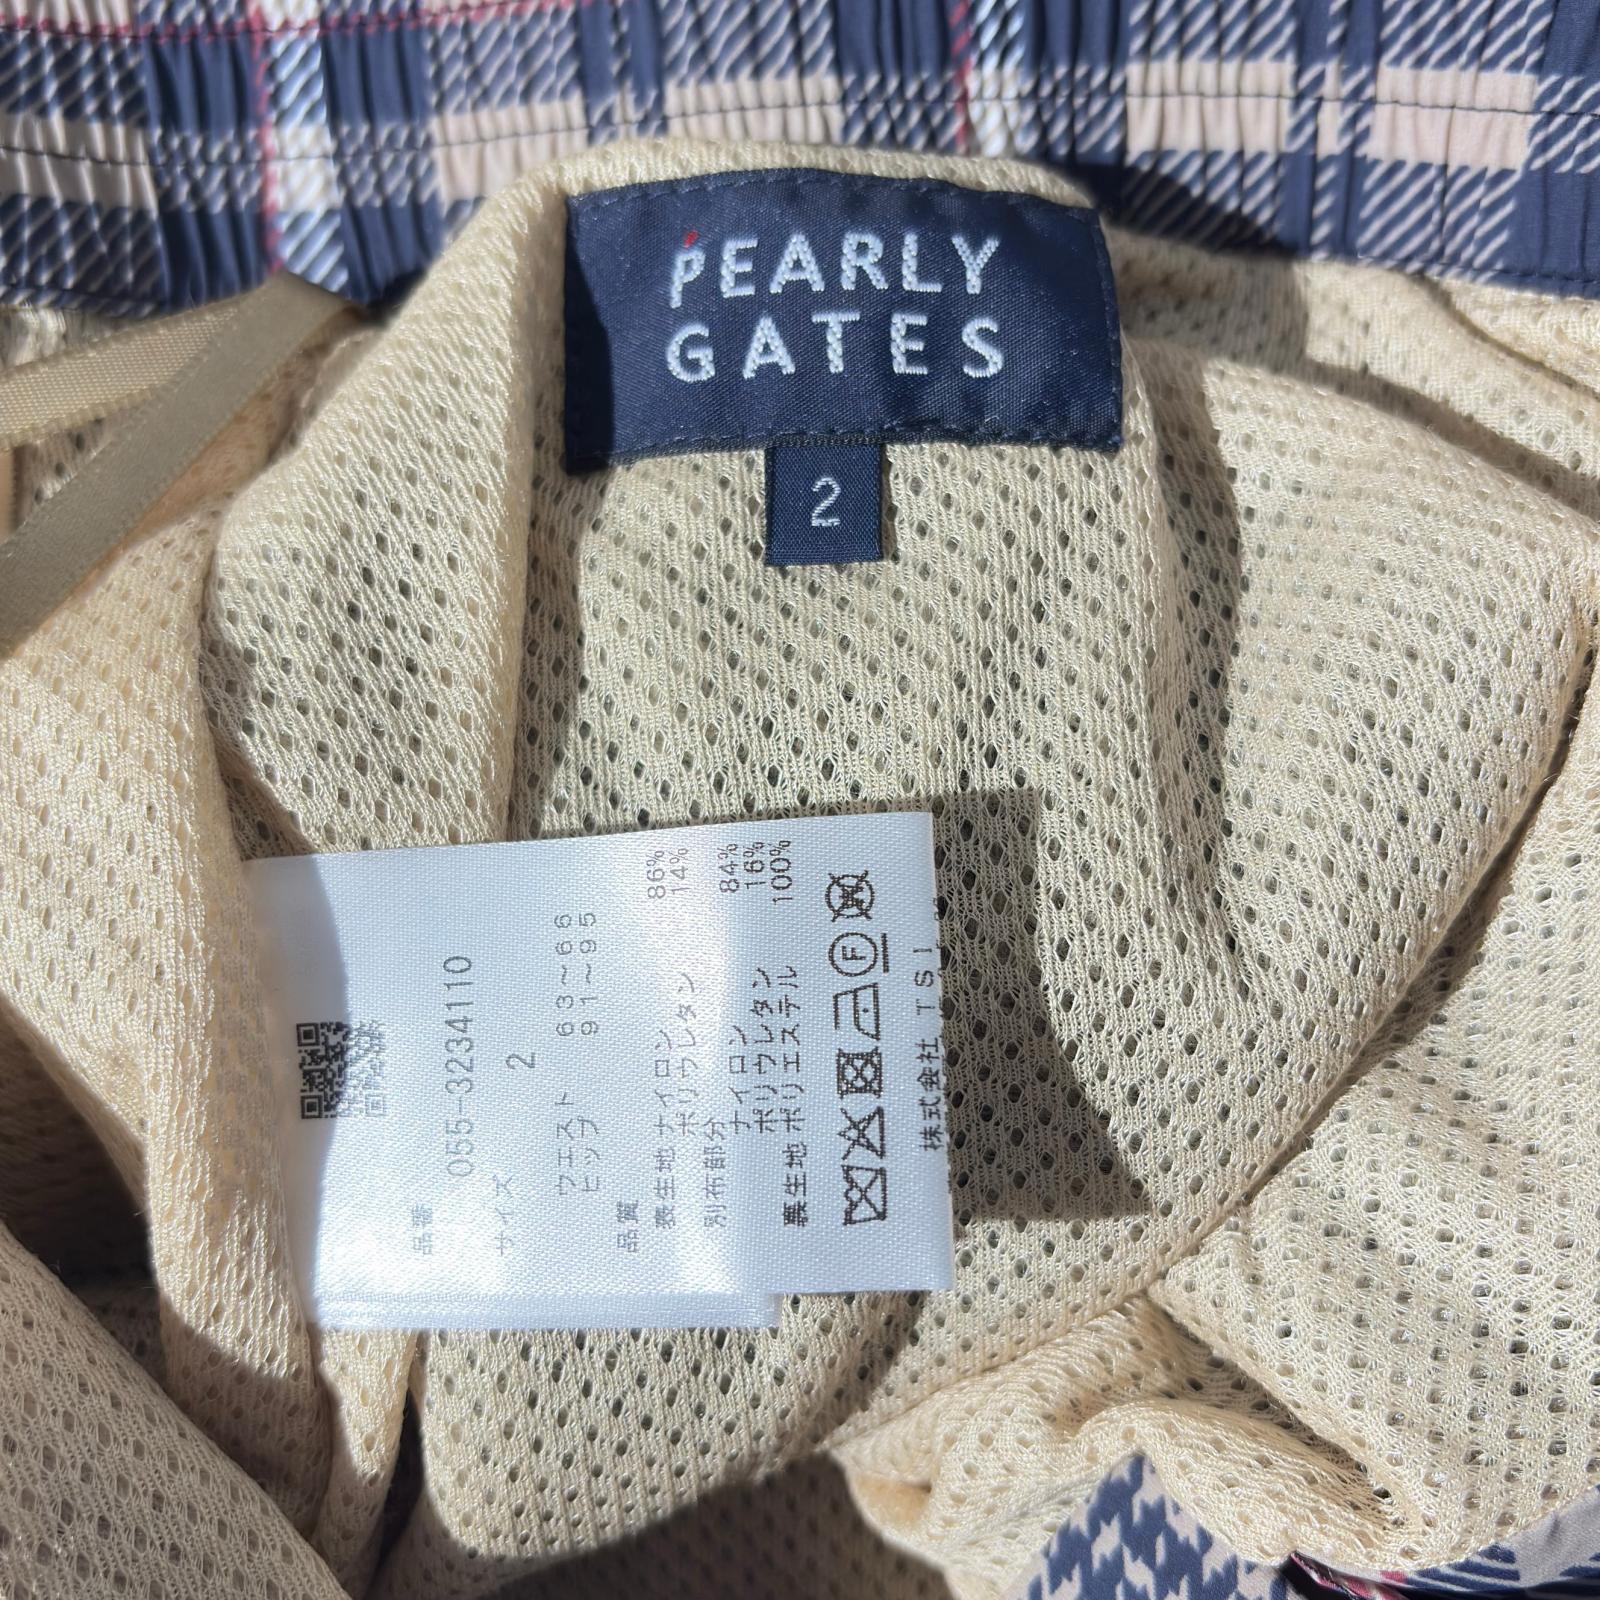 PEARLY
GATES
2
品番 055-3234110
サイズ 2
ウエスト 63~66
ヒップ 91~95
品質
表生地 ナイロン 86%
ポリウレタン 14%
別布部分
ナイロン 84%
ポリウレタン 16%
裏生地 ポリエステル 100%
F
株式会社 TSI